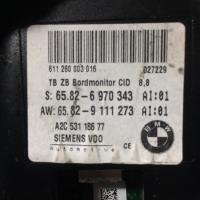 611 260 003 016
027229
TB ZB Bordmonitor CID 8,8
S: 65.82-6 970 343 AI:01
AW: 65.82-9 111 273 AI:01
A2C 531 186 77
SIEMENS VDO
automotive
CE
BMW